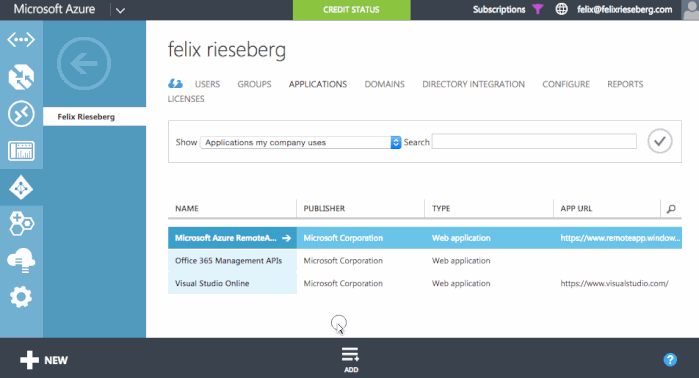 Microsoft Azure CREDIT STATUS Subscriptions felix@felixrieseberg.com
felix rieseberg
USERS GROUPS APPLICATIONS DOMAINS DIRECTORY INTEGRATION CONFIGURE REPORTS
LICENSES
Felix Rieseberg
Show Applications my company uses Search
NAME PUBLISHER TYPE APP URL
Microsoft Azure RemoteA... Microsoft Corporation Web application https://www.remoteapp.window...
Office 365 Management APIs Microsoft Corporation Web application
Visual Studio Online Microsoft Corporation Web application https://www.visualstudio.com/
NEW ADD ?